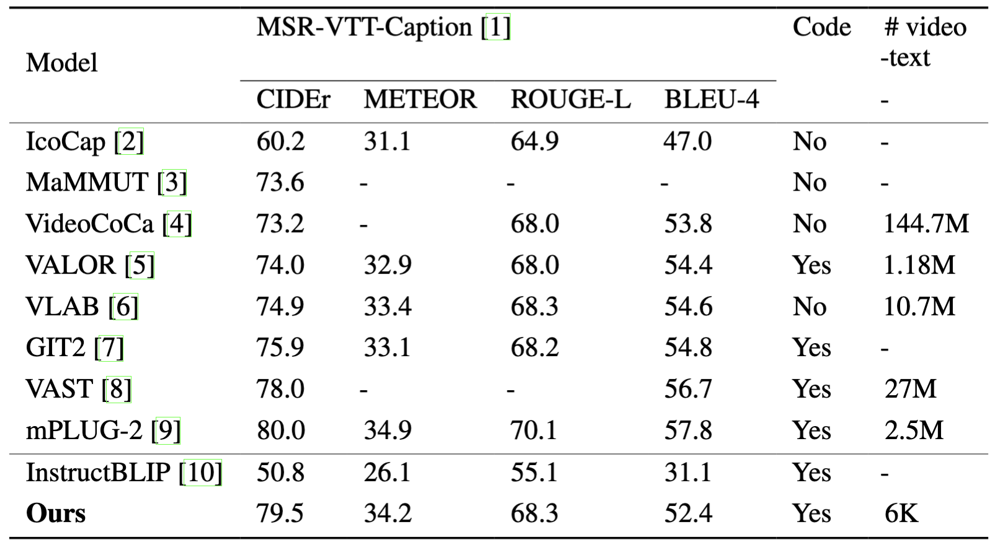 MSR-VTT-Caption [1] Code # video
-text
Model
CIDEr METEOR ROUGE-L BLEU-4 -
IcoCap [2] 60.2 31.1 64.9 47.0 No -
MaMMUT [3] 73.6 - - - No -
VideoCoCa [4] 73.2 - 68.0 53.8 No 144.7M
VALOR [5] 74.0 32.9 68.0 54.4 Yes 1.18M
VLAB [6] 74.9 33.4 68.3 54.6 No 10.7M
GIT2 [7] 75.9 33.1 68.2 54.8 Yes -
VAST [8] 78.0 - - 56.7 Yes 27M
mPLUG-2 [9] 80.0 34.9 70.1 57.8 Yes 2.5M
InstructBLIP [10] 50.8 26.1 55.1 31.1 Yes -
Ours 79.5 34.2 68.3 52.4 Yes 6K